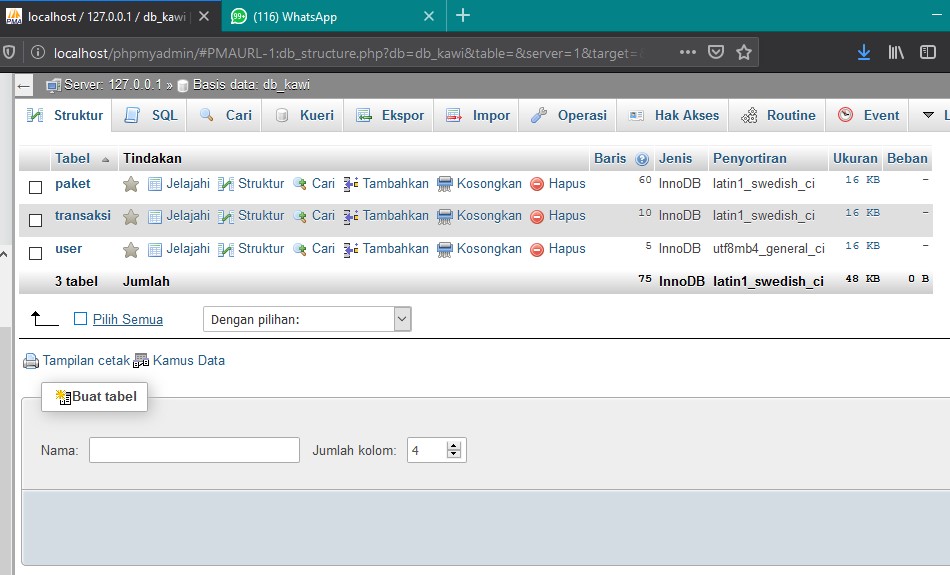 localhost / 127.0.0.1 / db_kawi
99+ (116) WhatsApp
localhost/phpmyadmin/#PMAURL-1:db_structure.php?db=db_kawi&table=&server=1&target=
Server: 127.0.0.1 » Basis data: db_kawi
Struktur SQL Cari Kueri Ekspor Impor Operasi Hak Akses Routine Event
Tabel Tindakan Baris Jenis Penyortiran Ukuran Beban
paket Jelajahi Struktur Cari Tambahkan Kosongkan Hapus 60 InnoDB latin1_swedish_ci 16 KB -
transaksi Jelajahi Struktur Cari Tambahkan Kosongkan Hapus 10 InnoDB latin1_swedish_ci 16 KB -
user Jelajahi Struktur Cari Tambahkan Kosongkan Hapus 5 InnoDB utf8mb4_general_ci 16 KB -
3 tabel Jumlah 75 InnoDB latin1_swedish_ci 48 KB 0 B
Pilih Semua Dengan pilihan:
Tampilan cetak Kamus Data
Buat tabel
Nama: Jumlah kolom: 4